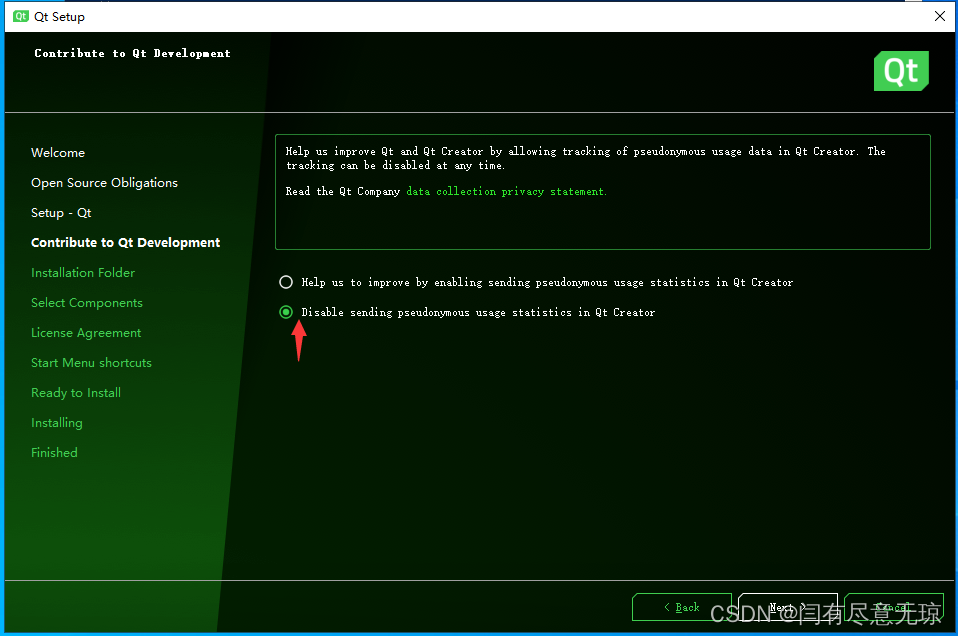 Qt Qt Setup
Contribute to Qt Development
Qt
Welcome
Open Source Obligations
Setup - Qt
Contribute to Qt Development
Installation Folder
Select Components
License Agreement
Start Menu shortcuts
Ready to Install
Installing
Finished
Help us improve Qt and Qt Creator by allowing tracking of pseudonymous usage data in Qt Creator. The
tracking can be disabled at any time.
Read the Qt Company data collection privacy statement.
Help us to improve by enabling sending pseudonymous usage statistics in Qt Creator
Disable sending pseudonymous usage statistics in Qt Creator
< Back
Next >
Cancel
CSDN @闫有尽意无琼